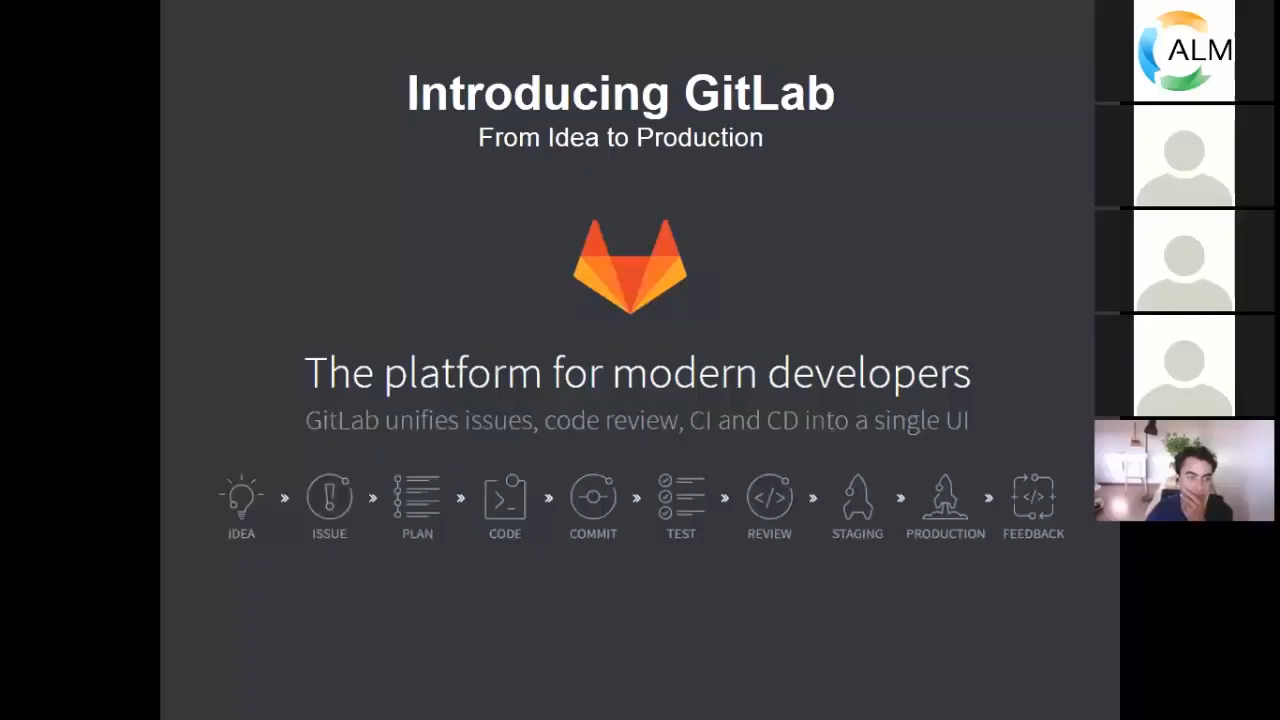 Introducing GitLab
From Idea to Production
ALM
The platform for modern developers
GitLab unifies issues, code review, CI and CD into a single UI
IDEA ISSUE PLAN CODE COMMIT TEST REVIEW STAGING PRODUCTION FEEDBACK